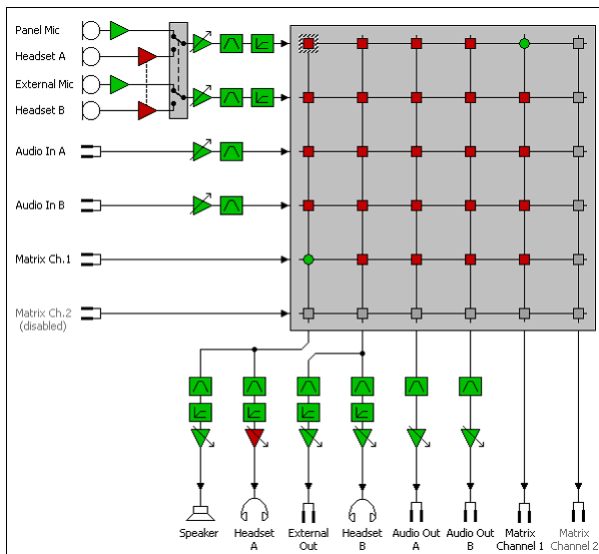 Panel Mic
Headset A
External Mic
Headset B
Audio In A
Audio In B
Matrix Ch.1
Matrix Ch.2
(disabled)
Speaker
Headset
A
External
Out
Headset
B
Audio Out
A
Audio Out
B
Matrix
Channel 1
Matrix
Channel 2